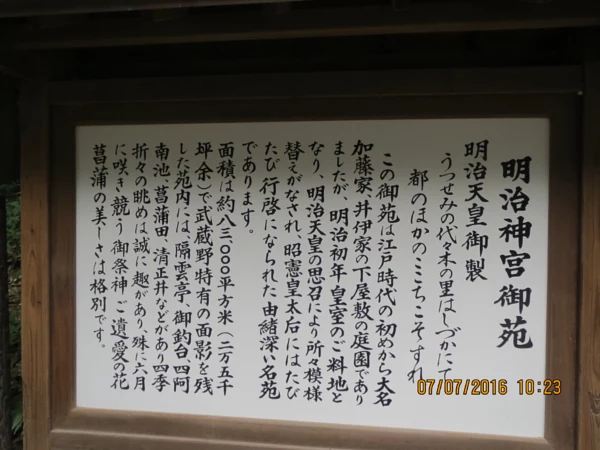 明治神宮御苑
明治天皇御製
うつせみの代々木の里はしづかにて
都のほかのこゝちこそすれ
この御苑は江戸時代の初めから大名
加藤家、井伊家の下屋敷の庭園であり
ましたが、明治初年皇室のご料地と
なり、明治天皇の思召により所々模様
替えがなされ、昭憲皇太后にはたび
たび行啓になられた由緒深い名苑
であります。
面積は約八三〇〇〇平方米(二万五千
坪余)で武蔵野特有の面影を残
した苑内には、隔雲亭、御釣台、四阿
南池、菖蒲田、清正井などがあり四季
折々の眺めは誠に趣があり、殊に六月
に咲き競う御祭神ご遺愛の花
菖蒲の美しさは格別です。
07/07/2016 10:23